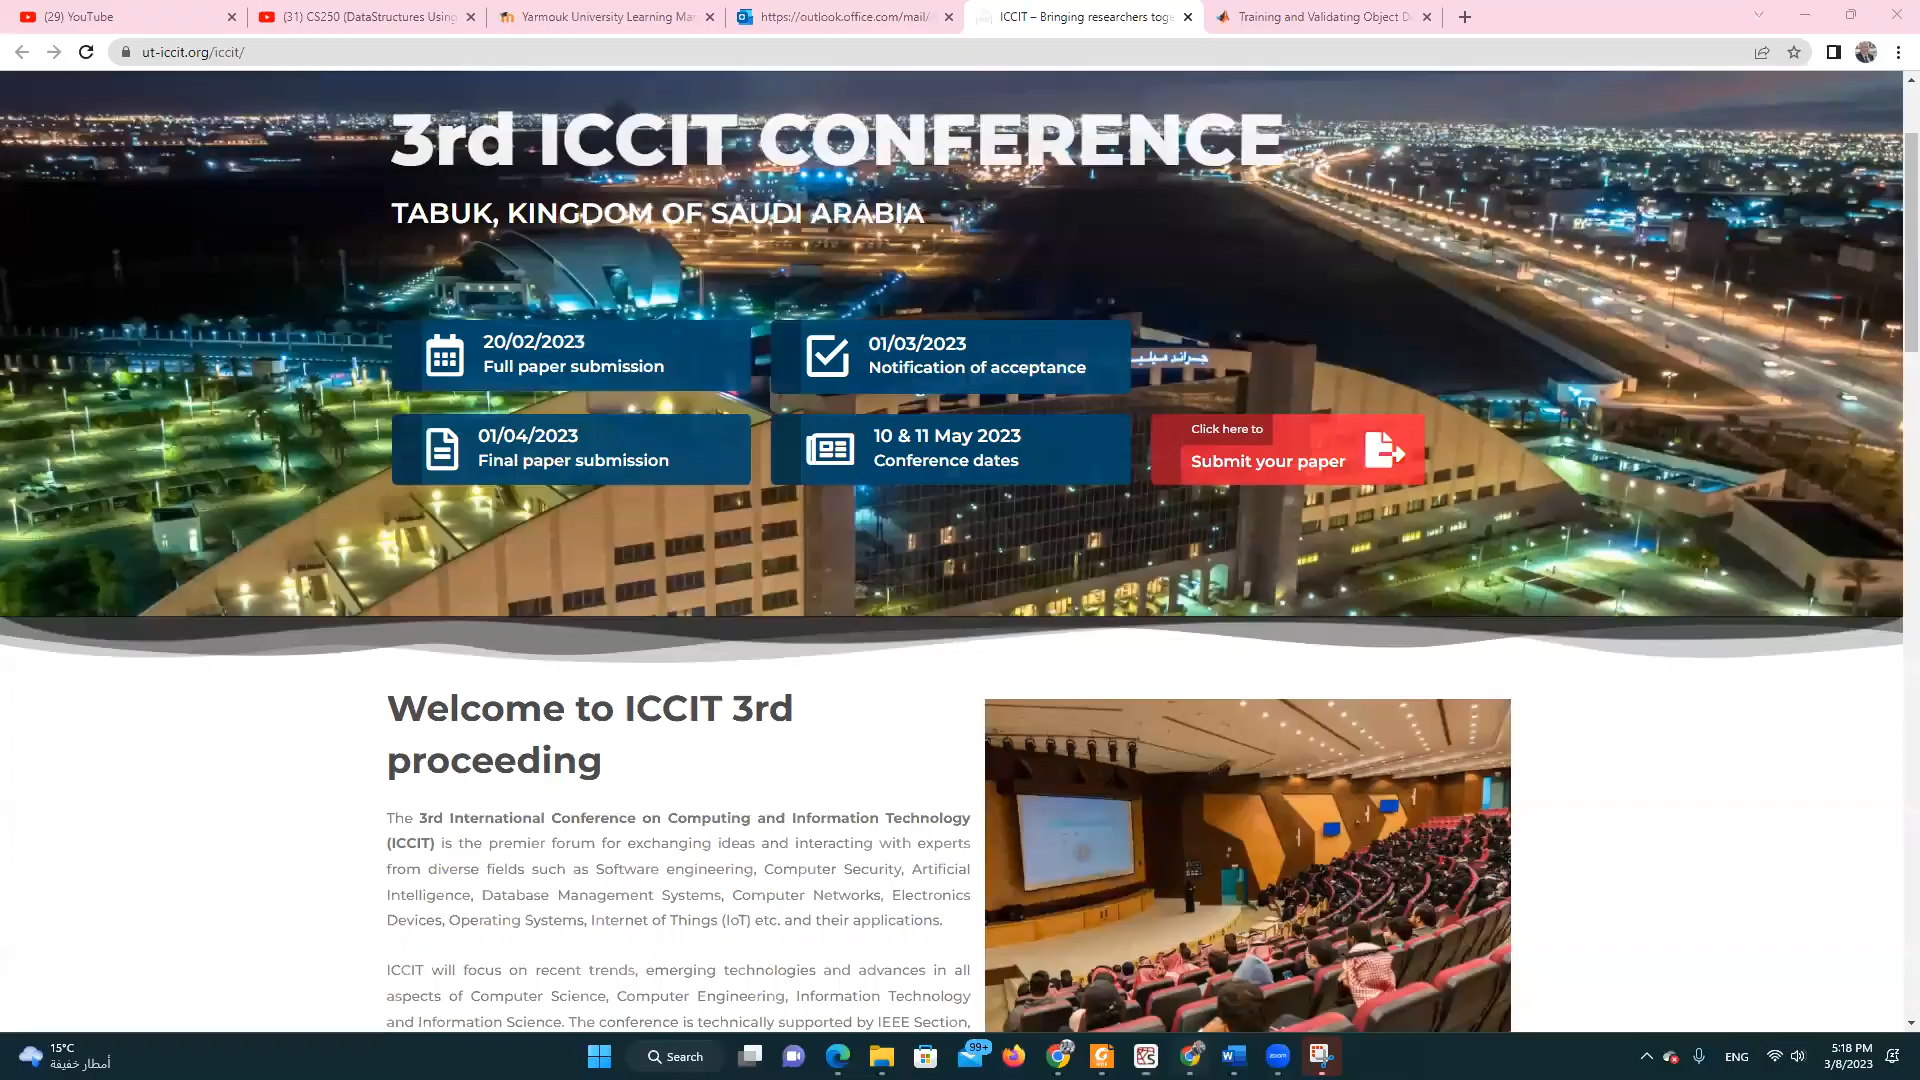 (29) YouTube
(31) CS250 (DataStructures Using
Yarmouk University Learning Ma
https://outlook.office.com/mail/
ICCIT – Bringing researchers tog
Training and Validating Object D
ut-iccit.org/iccit/
3rd ICCIT CONFERENCE
TABUK, KINGDOM OF SAUDI ARABIA
20/02/2023
Full paper submission
01/03/2023
Notification of acceptance
01/04/2023
Final paper submission
10 & 11 May 2023
Conference dates
Click here to
Submit your paper
Welcome to ICCIT 3rd
proceeding
The 3rd International Conference on Computing and Information Technology
(ICCIT) is the premier forum for exchanging ideas and interacting with experts
from diverse fields such as Software engineering, Computer Security, Artificial
Intelligence, Database Management Systems, Computer Networks, Electronics
Devices, Operating Systems, Internet of Things (IoT) etc. and their applications.
ICCIT will focus on recent trends, emerging technologies and advances in all
aspects of Computer Science, Computer Engineering, Information Technology
and Information Science. The conference is technically supported by IEEE Section,
15°C
أمطار خفيفة
Search
99+
ENG
5:18 PM
3/8/2023